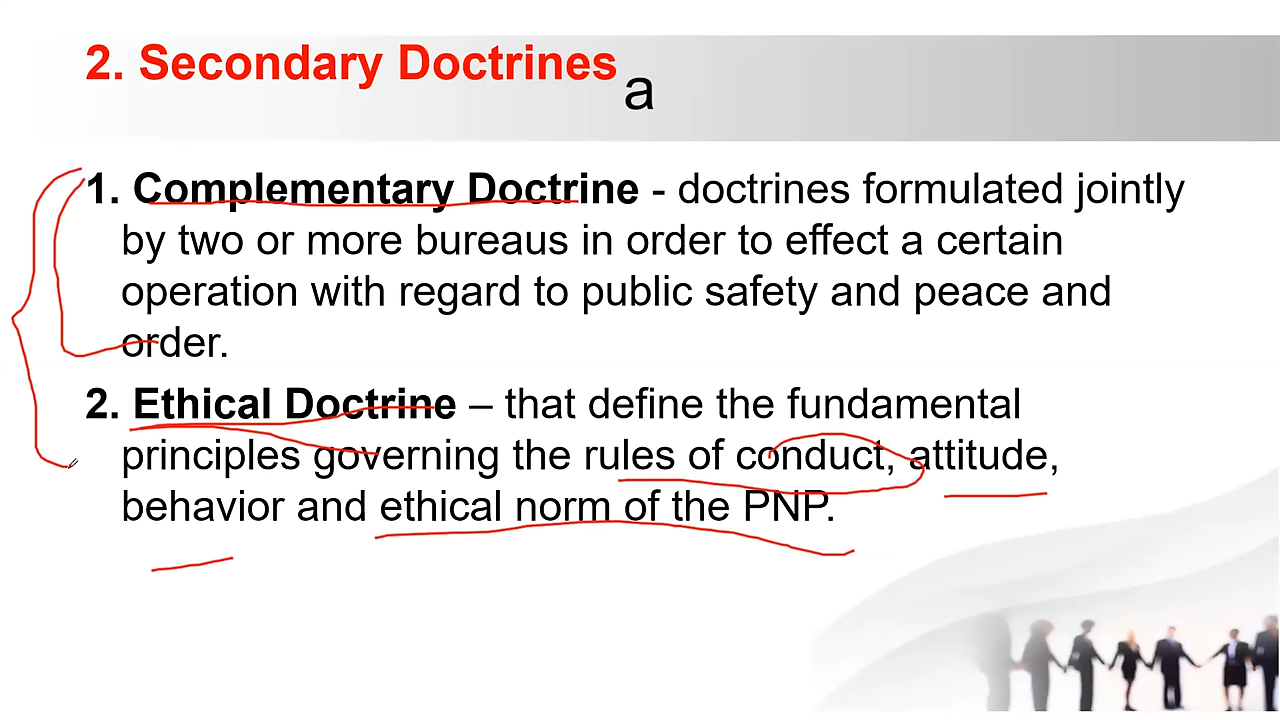 2. Secondary Doctrines
a
1. Complementary Doctrine - doctrines formulated jointly
by two or more bureaus in order to effect a certain
operation with regard to public safety and peace and
order.
2. Ethical Doctrine – that define the fundamental
principles governing the rules of conduct, attitude,
behavior and ethical norm of the PNP.